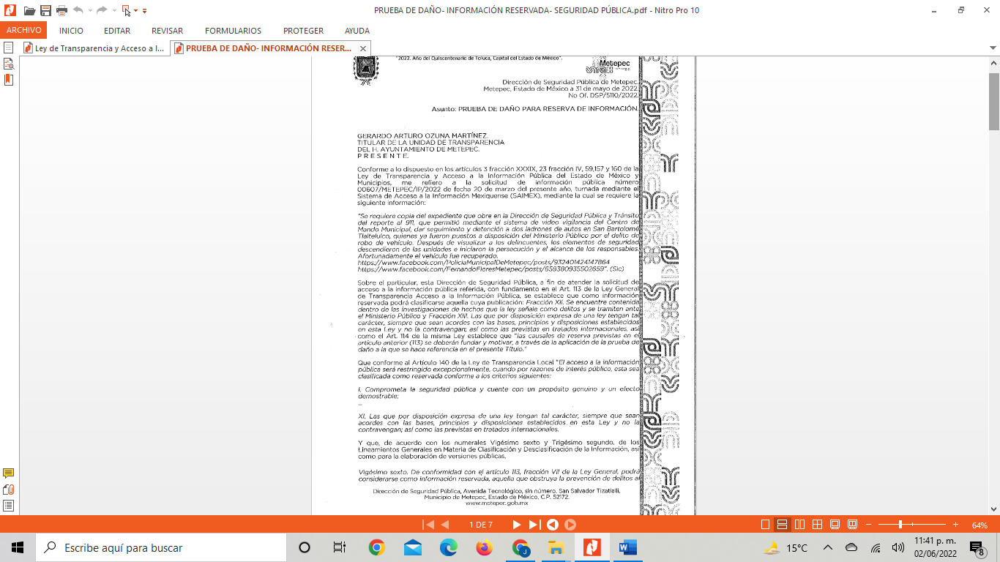 PRUEBA DE DAÑO- INFORMACIÓN RESERVADA- SEGURIDAD PÚBLICA.pdf - Nitro Pro 10
ARCHIVO INICIO EDITAR REVISAR FORMULARIOS PROTEGER AYUDA
Ley de Transparencia y Acceso a I... PRUEBA DE DAÑO- INFORMACIÓN RESER...
"2022. Año del Quincentenario de Toluca, Capital del Estado de México".
Metepec
Dirección de Seguridad Pública de Metepec.
Metepec, Estado de México a 31 de mayo de 2022.
No Of. DSP/5110/2022.
Asunto: PRUEBA DE DAÑO PARA RESERVA DE INFORMACIÓN.
GERARDO ARTURO OZUNA MARTÍNEZ.
TITULAR DE LA UNIDAD DE TRANSPARENCIA
DEL H. AYUNTAMIENTO DE METEPEC.
P R E S E N T E.
Conforme a lo dispuesto en los artículos 3 fracción XXXIX, 23 fracción IV, 59,157 y 160 de la
Ley de Transparencia y Acceso a la Información Pública del Estado de México y
Municipios, me refiero a la solicitud de información pública número
00607/METEPEC/IP/2022 de fecha 20 de marzo del presente año, turnada mediante el
Sistema de Acceso a la Información Mexiquense (SAIMEX), mediante la cual se requiere la
siguiente información:
"Se requiere copia del expediente que obre en la Dirección de Seguridad Pública y Tránsito
del reporte al 911, que permitió mediante el sistema de video vigilancia del Centro de
Mando Municipal, dar seguimiento y detención a dos ladrones de autos en San Bartolomé
Tlaltelulco, quienes ya fueron puestos a disposición del Ministerio Público por el delito de
robo de vehículo. Después de visualizar a los delincuentes, los elementos de seguridad
descendieron de las unidades e iniciaron la persecución y el alcance de los responsables.
Afortunadamente el vehículo fue recuperado.
https://www.facebook.com/PoliciaMunicipalDeMetepec/posts/932401424147864
https://www.facebook.com/FernandoFloresMetepec/posts/659380935502659". (Sic)
Sobre el particular, esta Dirección de Seguridad Pública, a fin de atender la solicitud de
acceso a la información pública referida, con fundamento en el Art. 113 de la Ley General
de Transparencia Acceso a la Información Pública, se establece que como información
reservada podrá clasificarse aquella cuya publicación: Fracción XII. Se encuentre contenida
dentro de las investigaciones de hechos que la ley señale como delitos y se tramiten ante
el Ministerio Público y Fracción XIII. Las que por disposición expresa de una ley tengan tal
carácter, siempre que sean acordes con las bases, principios y disposiciones establecidos
en esta Ley y no la contravengan; así como las previstas en tratados internacionales, así
como el Art. 114 de la misma Ley establece que "las causales de reserva previstas en el
artículo anterior (113) se deberán fundar y motivar, a través de la aplicación de la prueba de
daño a la que se hace referencia en el presente Título."
Que conforme al Artículo 140 de la Ley de Transparencia Local "El acceso a la información
pública será restringido excepcionalmente, cuando por razones de interés público, esta sea
clasificada como reservada conforme a los criterios siguientes:
I. Comprometa la seguridad pública y cuente con un propósito genuino y un efecto
demostrable;
_
XI. Las que por disposición expresa de una ley tengan tal carácter, siempre que sean
acordes con las bases, principios y disposiciones establecidos en esta Ley y no la
contravengan; así como las previstas en tratados internacionales.
Y que, de acuerdo con los numerales Vigésimo sexto y Trigésimo segundo, de los
Lineamientos Generales en Materia de Clasificación y Desclasificación de la Información, así
como para la elaboración de versiones públicas,
Vigésimo sexto. De conformidad con el artículo 113, fracción VII de la Ley General, podrá
considerarse como información reservada, aquella que obstruya la prevención de delitos al
Dirección de Seguridad Pública, Avenida Tecnológico, sin número, San Salvador Tizatlalli,
Municipio de Metepec, Estado de México, C.P. 52172.
www.metepec.gob.mx
1 DE 7
64%
Escribe aquí para buscar
15°C
11:41 p. m.
02/06/2022
8